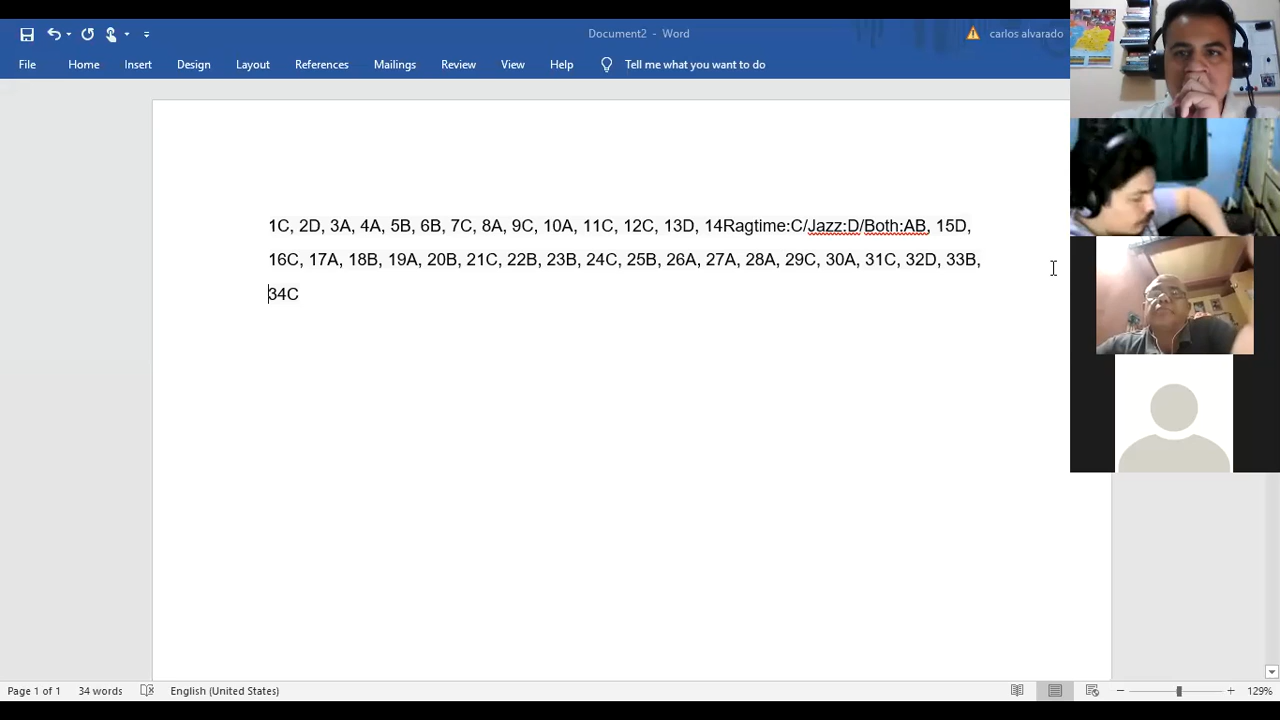 Document2 - Word
carlos alvarado
File Home Insert Design Layout References Mailings Review View Help Tell me what you want to do
1C, 2D, 3A, 4A, 5B, 6B, 7C, 8A, 9C, 10A, 11C, 12C, 13D, 14Ragtime:C/Jazz:D/Both:AB, 15D,
16C, 17A, 18B, 19A, 20B, 21C, 22B, 23B, 24C, 25B, 26A, 27A, 28A, 29C, 30A, 31C, 32D, 33B,
34C
Page 1 of 1 34 words English (United States) 129%